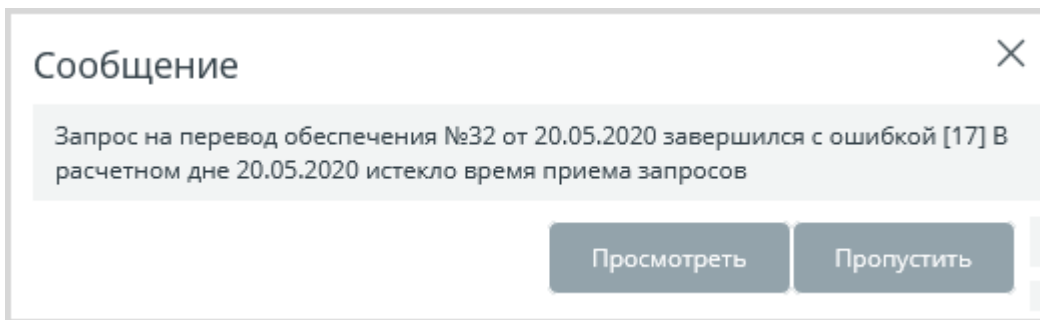 Сообщение
Запрос на перевод обеспечения №32 от 20.05.2020 завершился с ошибкой [17] В
расчетном дне 20.05.2020 истекло время приема запросов
Просмотреть
Пропустить